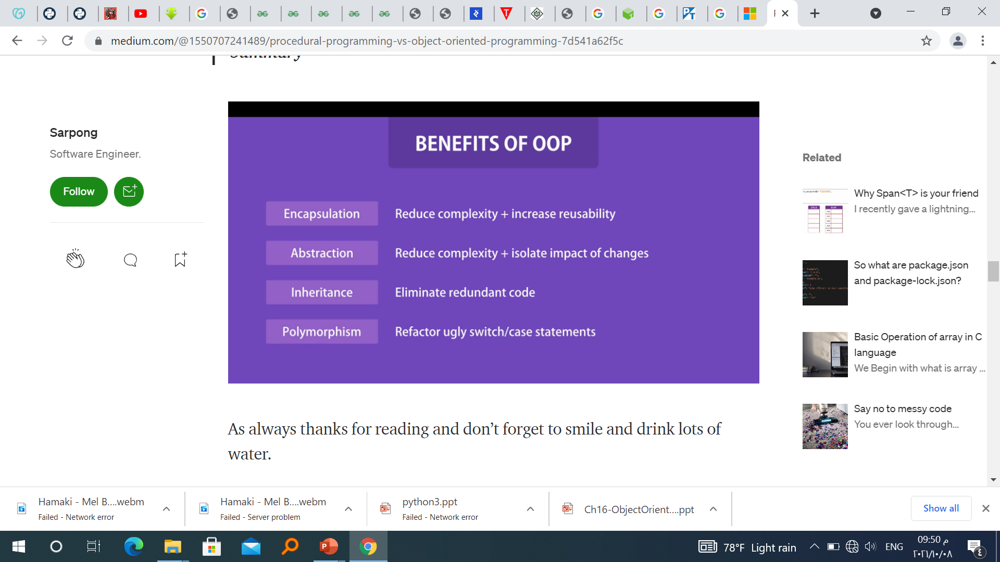 medium.com/@1550707241489/procedural-programming-vs-object-oriented-programming-7d541a62f5c
Summary
Sarpong
Software Engineer.
Follow
BENEFITS OF OOP
Encapsulation Reduce complexity + increase reusability
Abstraction Reduce complexity + isolate impact of changes
Inheritance Eliminate redundant code
Polymorphism Refactor ugly switch/case statements
As always thanks for reading and don’t forget to smile and drink lots of
water.
Related
Why Span<T> is your friend
I recently gave a lightning...
So what are package.json
and package-lock.json?
Basic Operation of array in C
language
We Begin with what is array ...
Say no to messy code
You ever look through...
Hamaki - Mel B....webm
Failed - Network error
Hamaki - Mel B....webm
Failed - Server problem
python3.ppt
Failed - Network error
Ch16-ObjectOrient....ppt
Show all
78°F Light rain
ENG
09:50 م
٢٠٢١/١٠/٠٨
٤